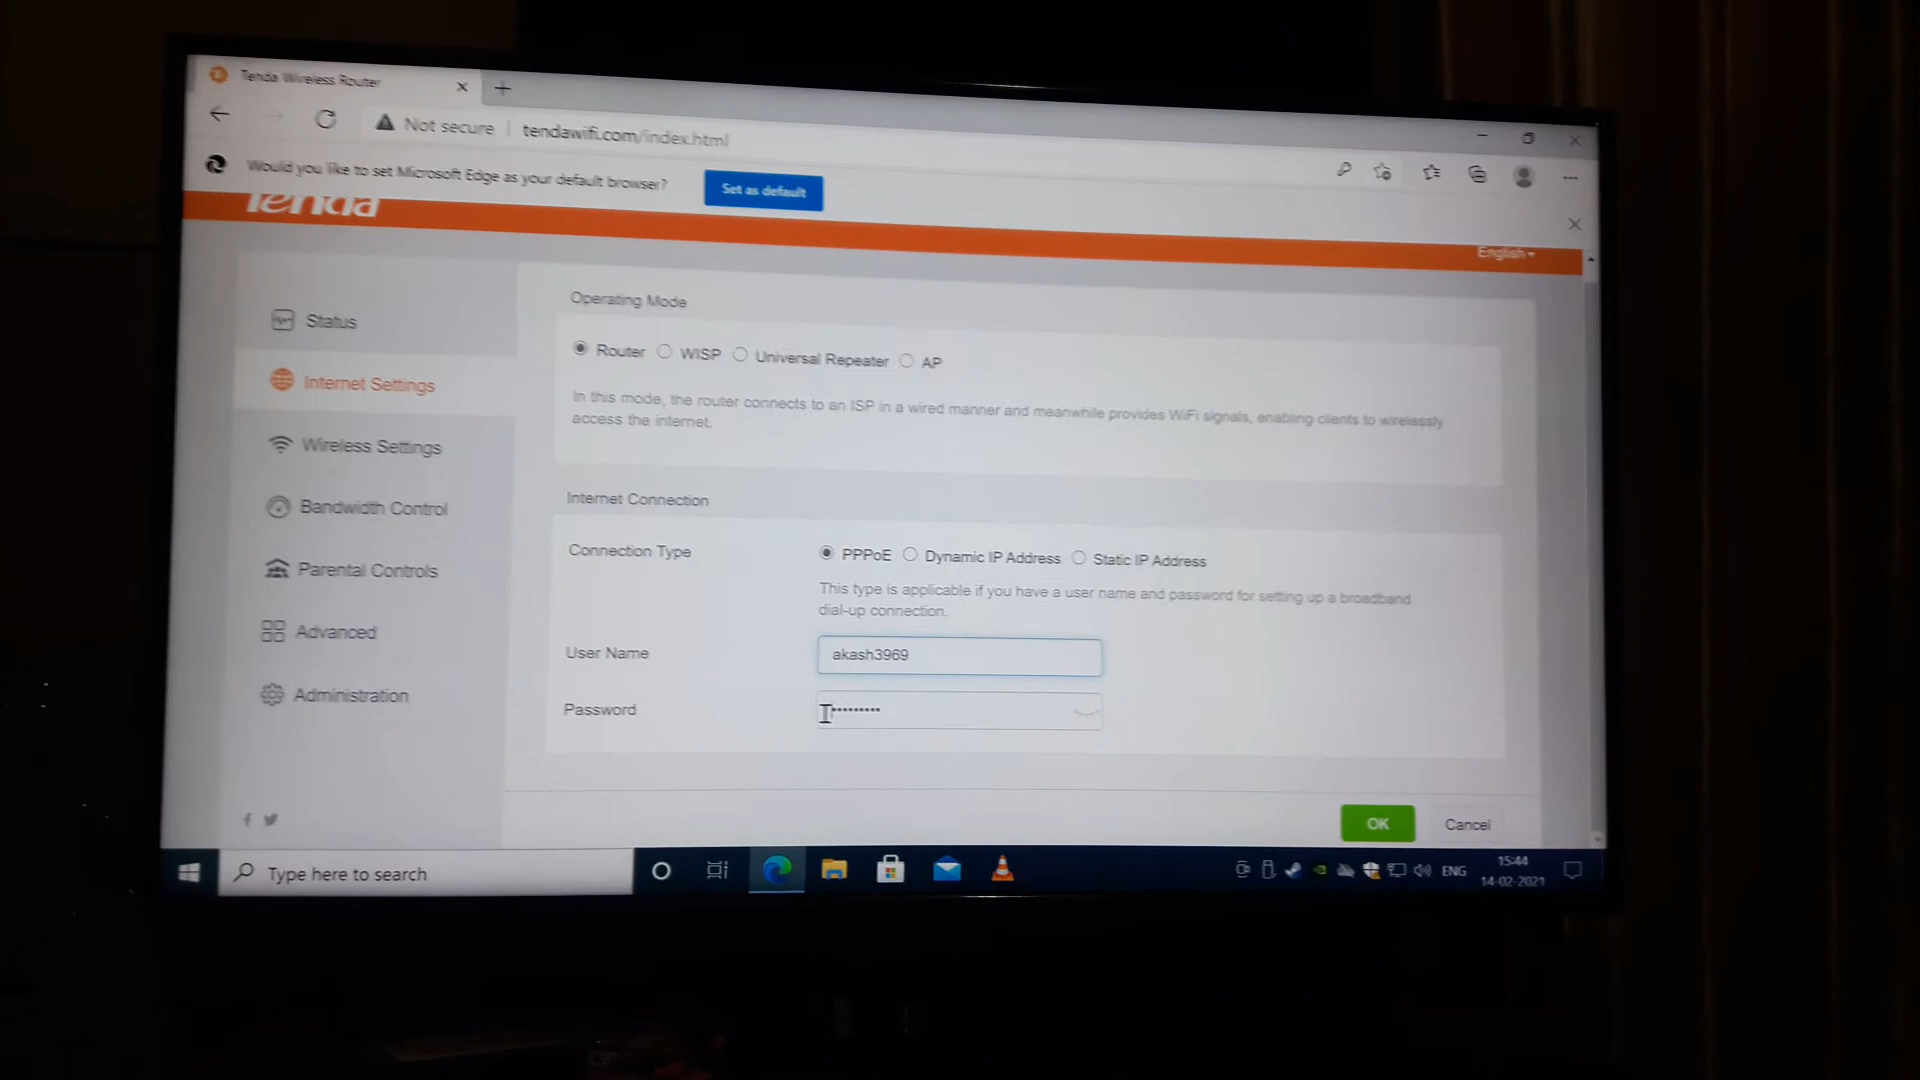 Tenda Wireless Router
Not secure | tendawifi.com/index.html
Would you like to set Microsoft Edge as your default browser?
Set as default
Tenda
English
Status
Internet Settings
Wireless Settings
Bandwidth Control
Parental Controls
Advanced
Administration
Operating Mode
Router WISP Universal Repeater AP
In this mode, the router connects to an ISP in a wired manner and meanwhile provides WiFi signals, enabling clients to wirelessly
access the internet.
Internet Connection
Connection Type
PPPoE Dynamic IP Address Static IP Address
This type is applicable if you have a user name and password for setting up a broadband
dial-up connection.
User Name
akash3969
Password
•••••••••
OK
Cancel
Type here to search
ENG
15:44
14-02-2021